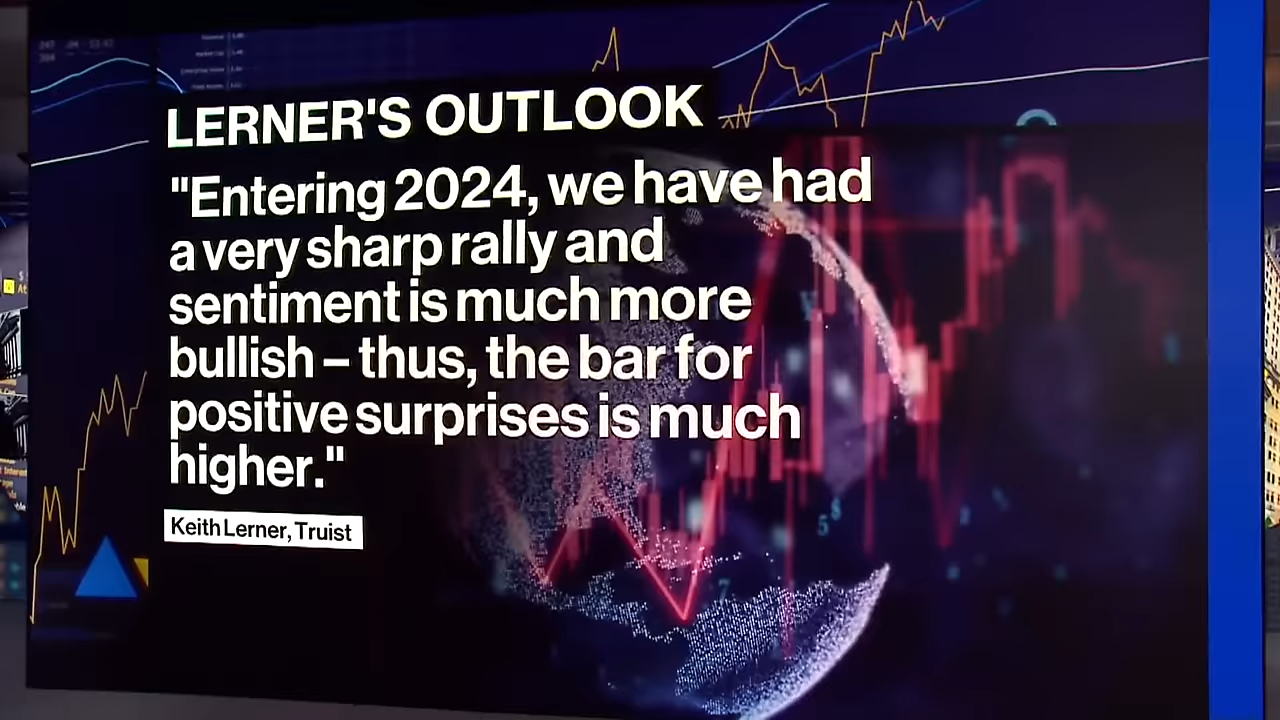 LERNER'S OUTLOOK
"Entering 2024, we have had
a very sharp rally and
sentiment is much more
bullish – thus, the bar for
positive surprises is much
higher."
Keith Lerner, Truist